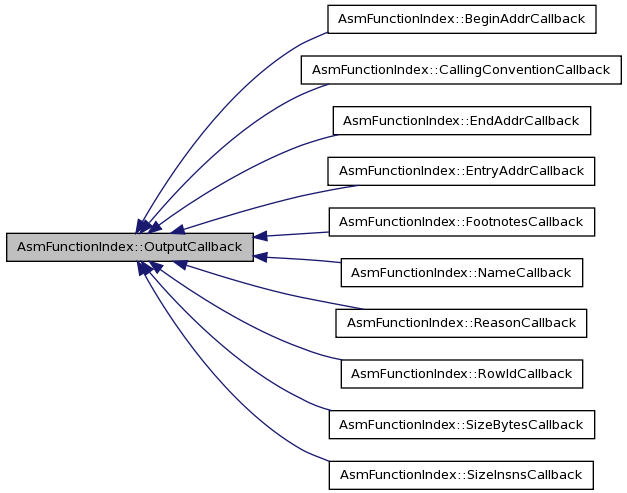 AsmFunctionIndex::BeginAddrCallback
AsmFunctionIndex::CallingConventionCallback
AsmFunctionIndex::EndAddrCallback
AsmFunctionIndex::EntryAddrCallback
AsmFunctionIndex::FootnotesCallback
AsmFunctionIndex::OutputCallback
AsmFunctionIndex::NameCallback
AsmFunctionIndex::ReasonCallback
AsmFunctionIndex::RowIdCallback
AsmFunctionIndex::SizeBytesCallback
AsmFunctionIndex::SizeInsnsCallback